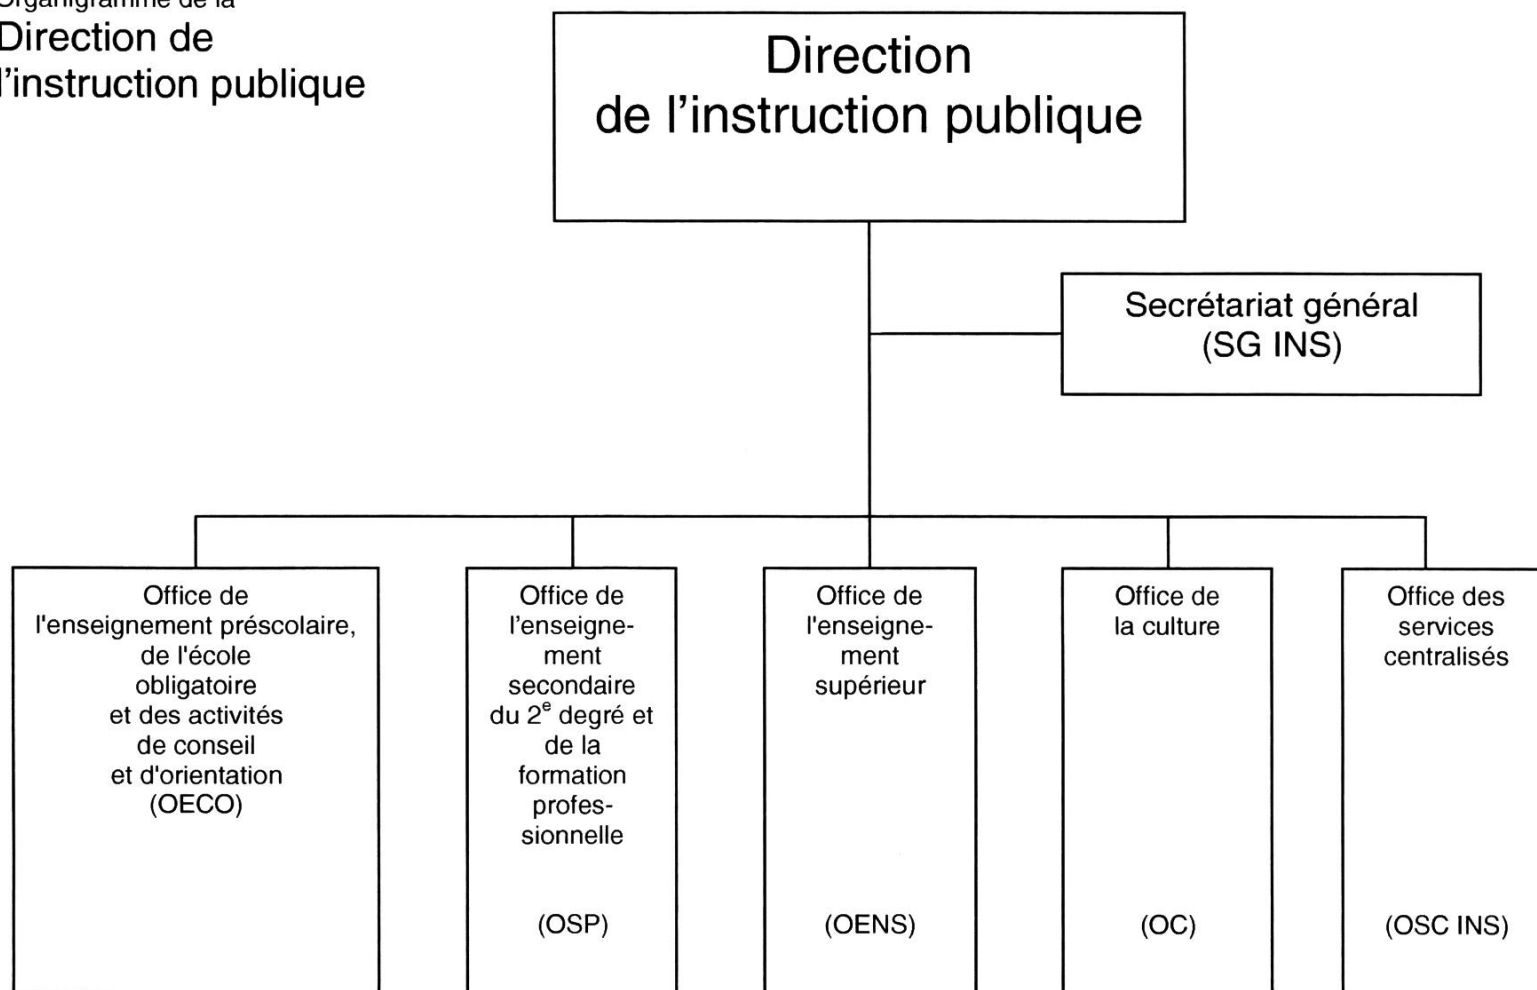 Organigramme de la
Direction de
l'instruction publique
Direction
de l'instruction publique
Secrétariat général
(SG INS)
Office de
l'enseignement préscolaire,
de l'école
obligatoire
et des activités
de conseil
et d'orientation
(OECO)
Office de
l'enseigne-
ment
secondaire
du 2e degré et
de la
formation
profes-
sionnelle
(OSP)
Office de
l'enseigne-
ment
supérieur
(OENS)
Office de
la culture
(OC)
Office des
services
centralisés
(OSC INS)